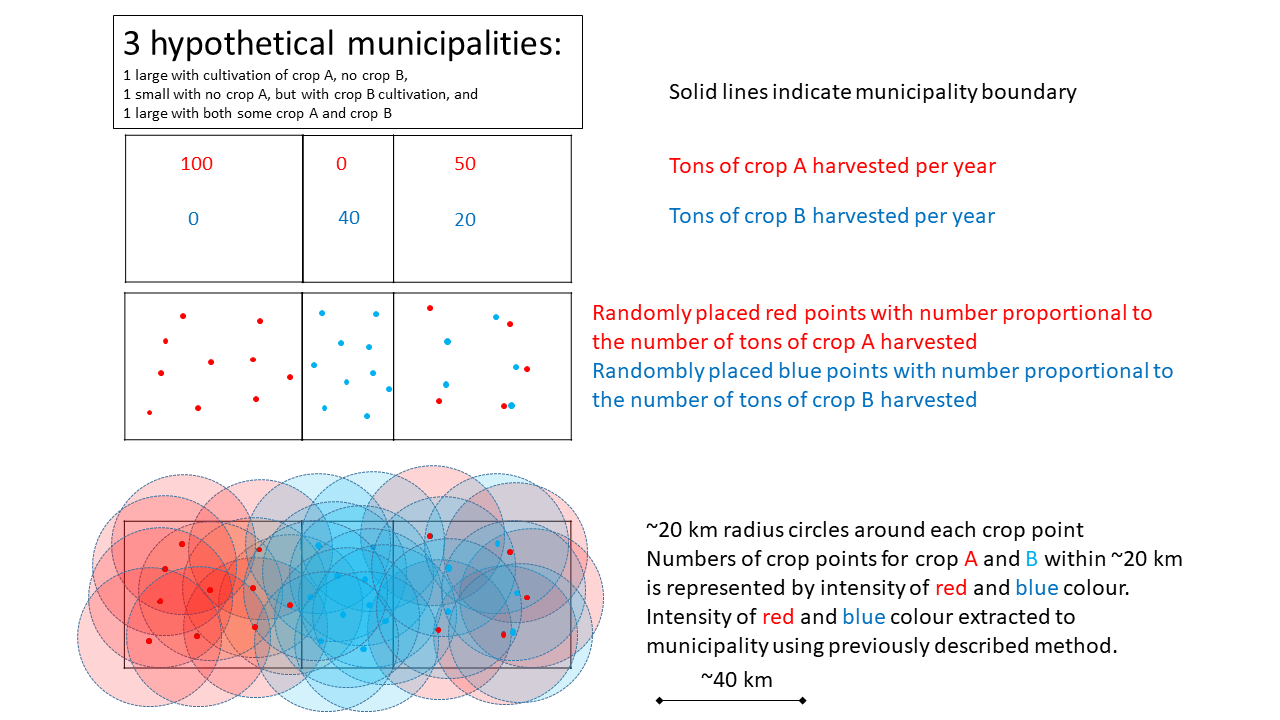 3 hypothetical municipalities:
1 large with cultivation of crop A, no crop B,
1 small with no crop A, but with crop B cultivation, and
1 large with both some crop A and crop B
Solid lines indicate municipality boundary
100 0 50
Tons of crop A harvested per year
0 40 20
Tons of crop B harvested per year
Randomly placed red points with number proportional to
the number of tons of crop A harvested
Randombly placed blue points with number proportional to
the number of tons of crop B harvested
~20 km radius circles around each crop point
Numbers of crop points for crop A and B within ~20 km
is represented by intensity of red and blue colour.
Intensity of red and blue colour extracted to
municipality using previously described method.
~40 km